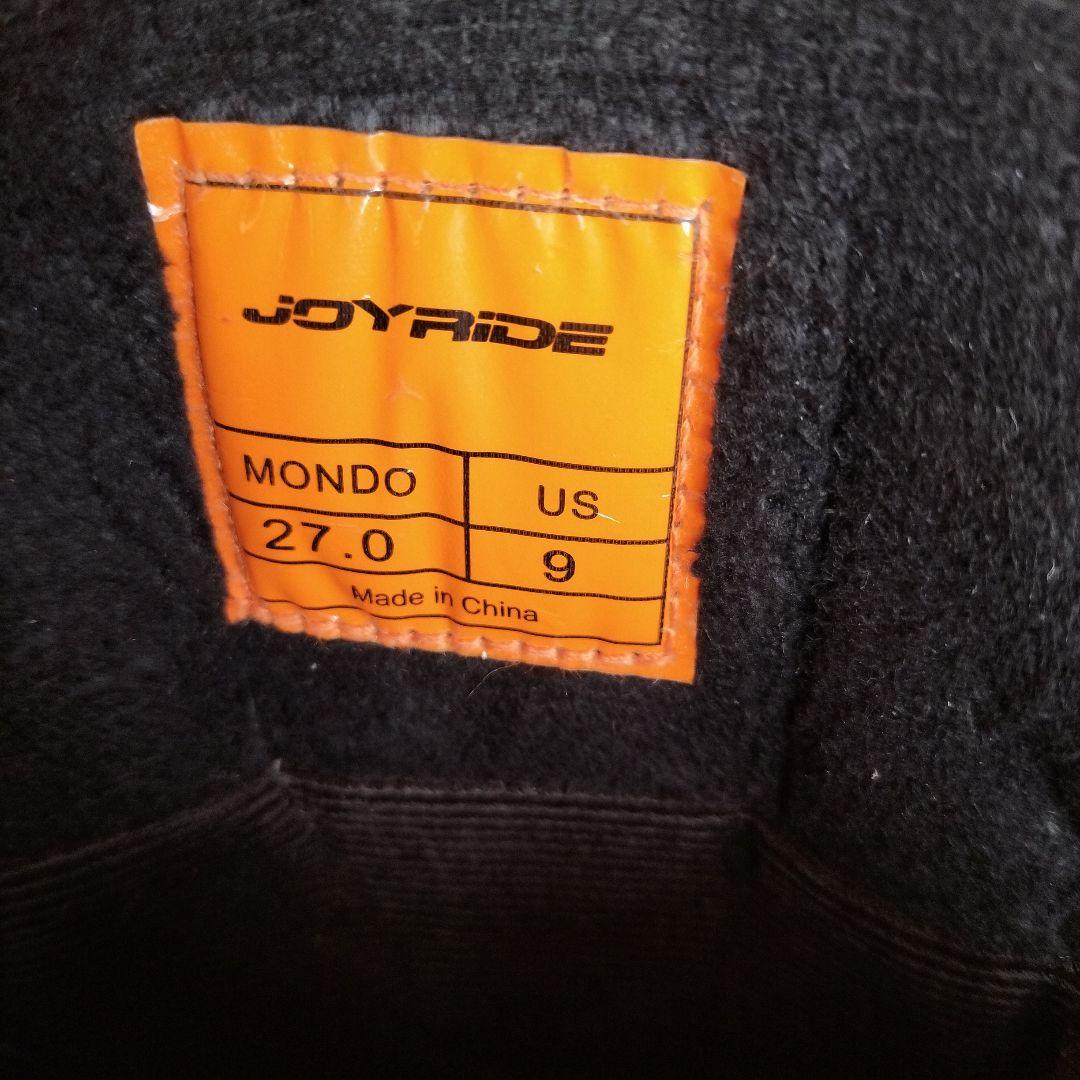 JOYRIDE
MONDO US
27.0 9
Made in China